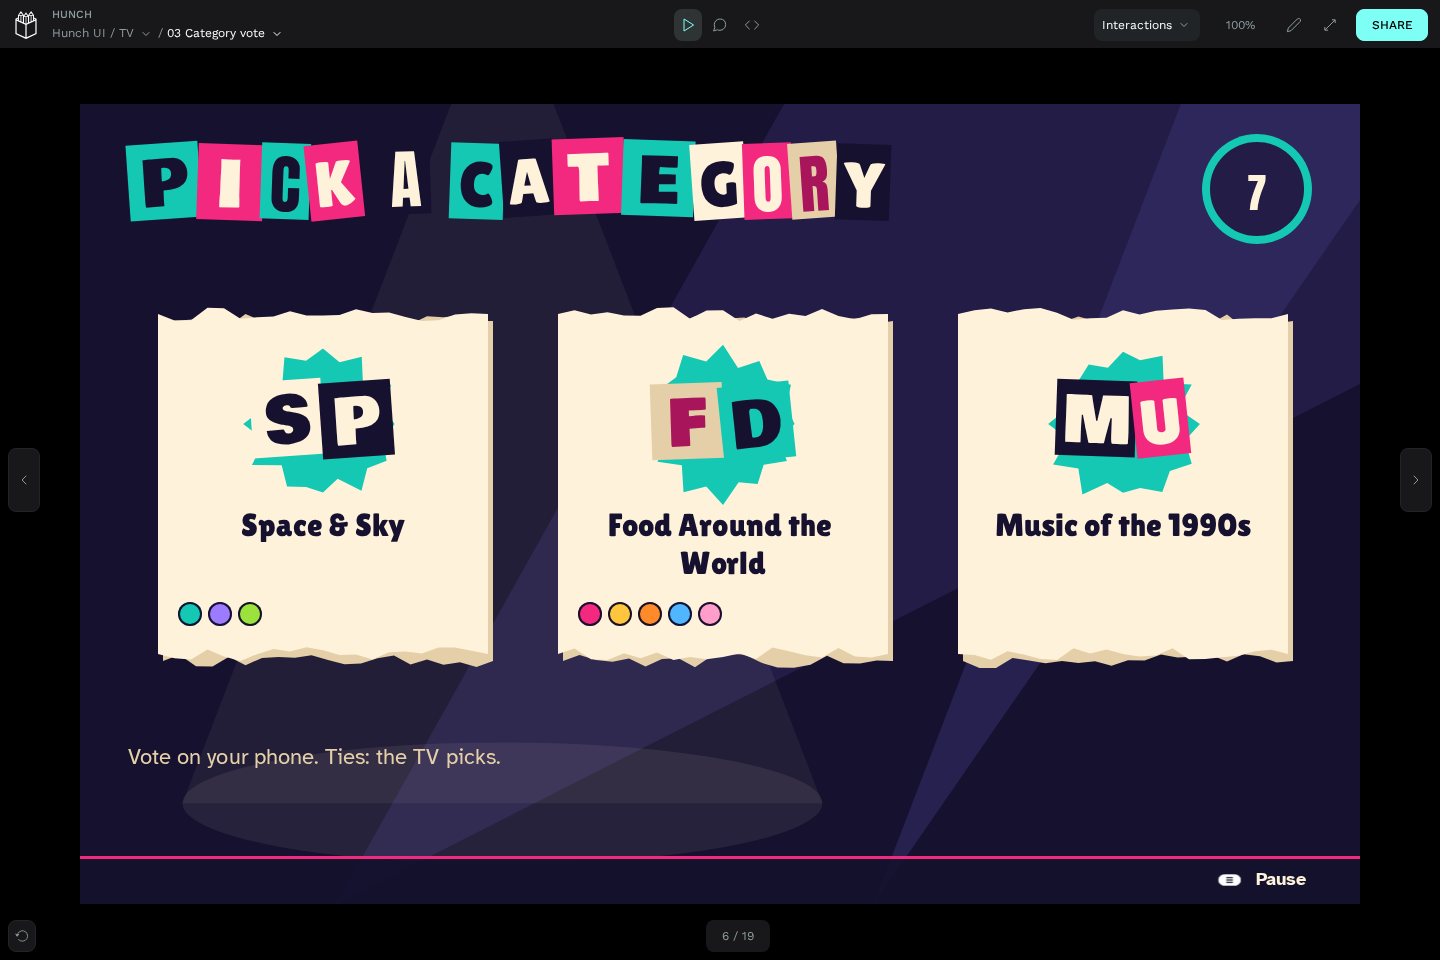 HUNCH
Hunch UI / TV / 03 Category vote
Interactions
100%
SHARE
PICK A CATEGORY
7
SP
FD
MU
Space & Sky
Food Around the
World
Music of the 1990s
Vote on your phone. Ties: the TV picks.
Pause
6 / 19